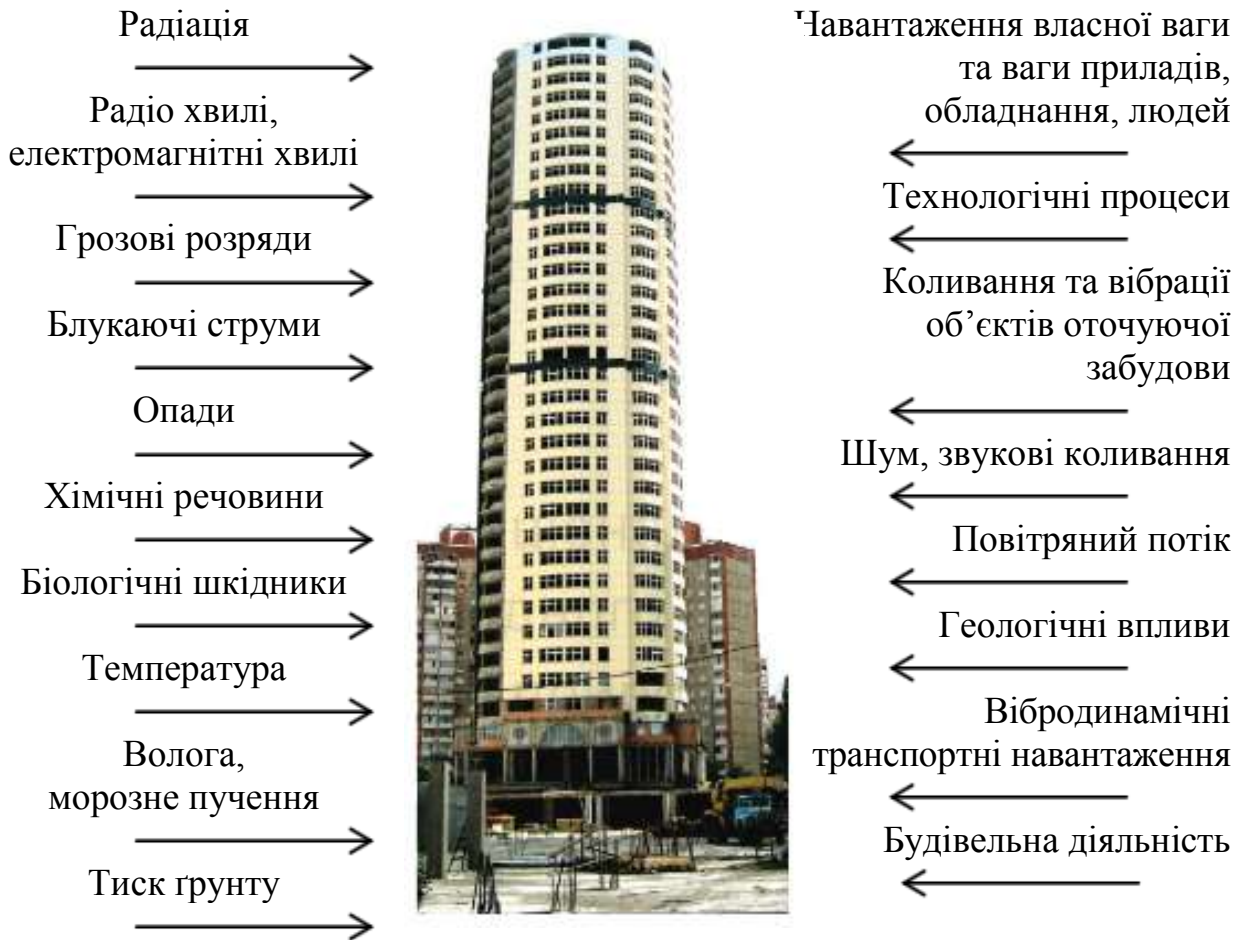 Радіація
Радіо хвилі,
електромагнітні хвилі
Грозові розряди
Блукаючі струми
Опади
Хімічні речовини
Біологічні шкідники
Температура
Волога,
морозне пучення
Тиск ґрунту
Навантаження власної ваги
та ваги приладів,
обладнання, людей
Технологічні процеси
Коливання та вібрації
об’єктів оточуючої
забудови
Шум, звукові коливання
Повітряний потік
Геологічні впливи
Вібродинамічні
транспортні навантаження
Будівельна діяльність